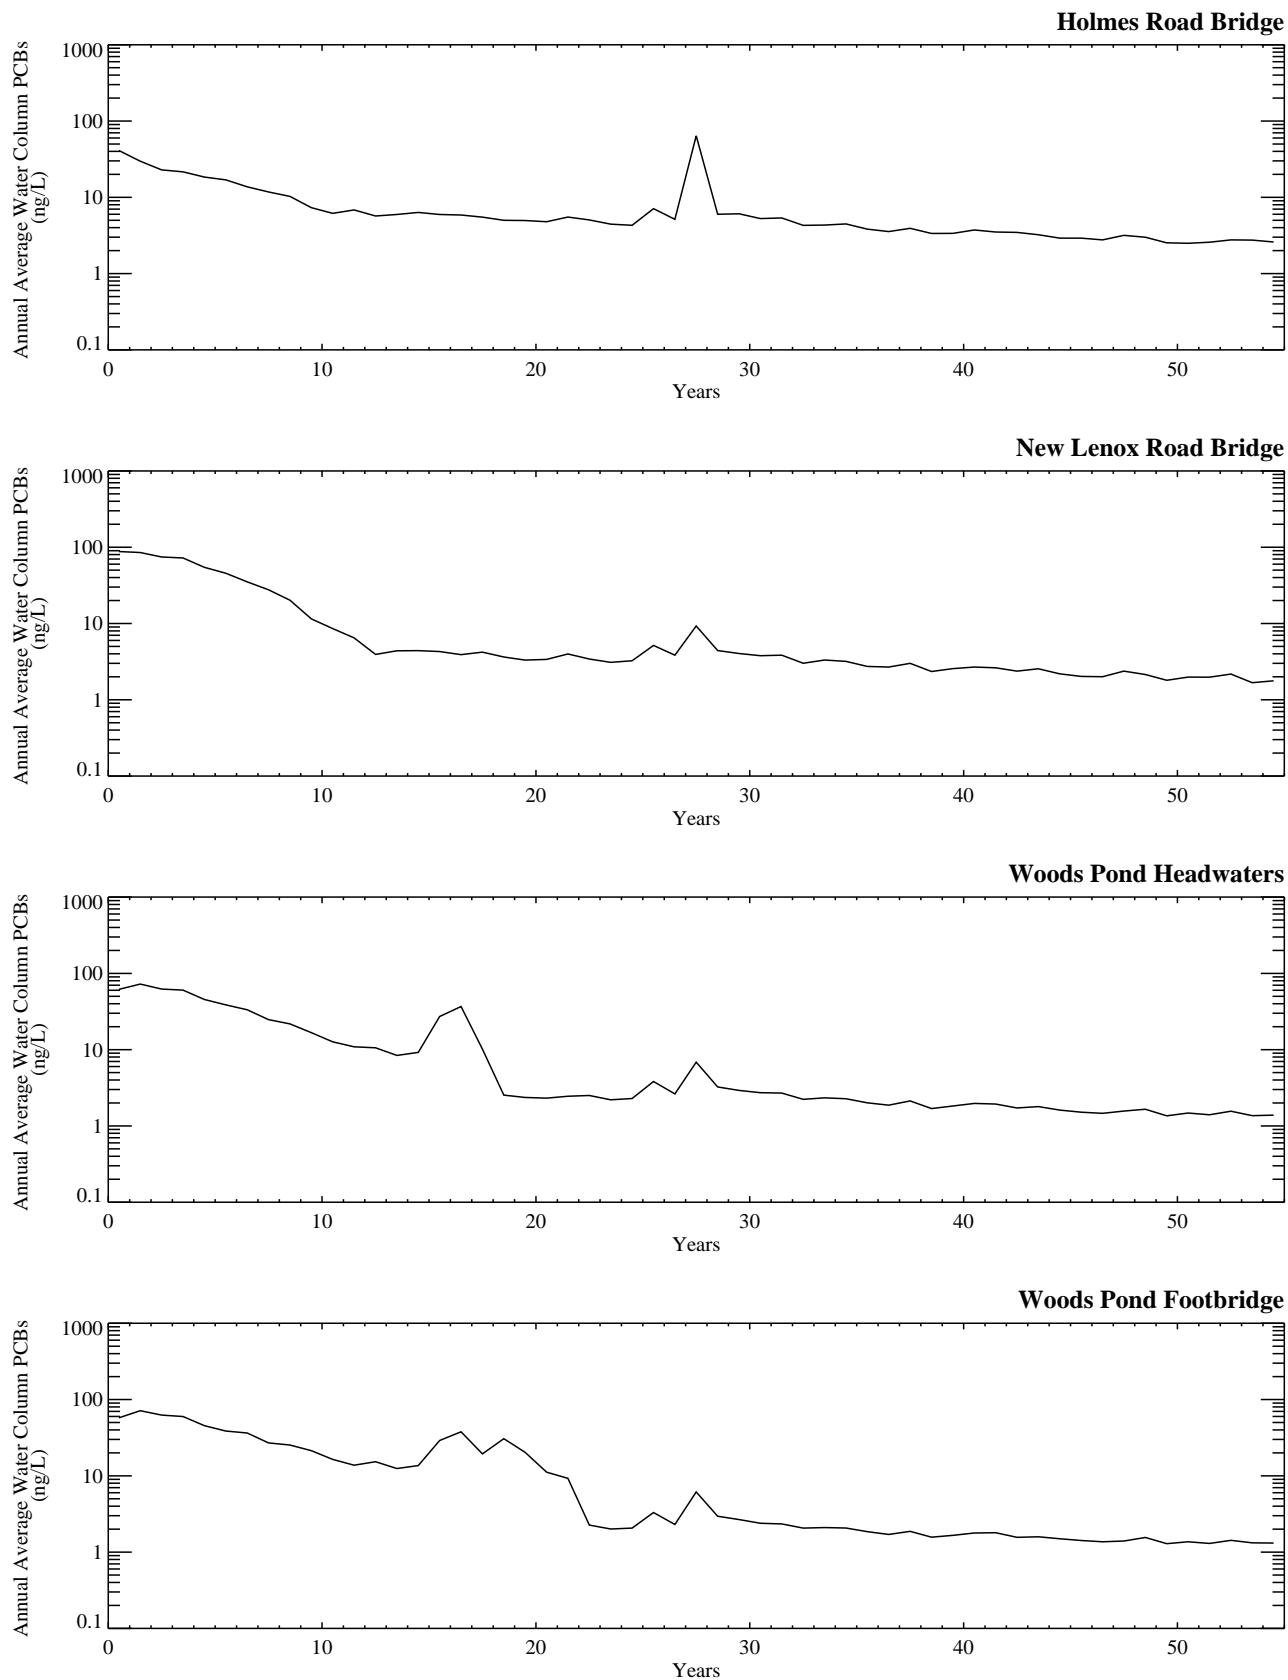 Holmes Road Bridge
Annual Average Water Column PCBs
(ng/L)
1000
100
10
1
0.1
0 10 20 30 40 50
Years
New Lenox Road Bridge
Annual Average Water Column PCBs
(ng/L)
1000
100
10
1
0.1
0 10 20 30 40 50
Years
Woods Pond Headwaters
Annual Average Water Column PCBs
(ng/L)
1000
100
10
1
0.1
0 10 20 30 40 50
Years
Woods Pond Footbridge
Annual Average Water Column PCBs
(ng/L)
1000
100
10
1
0.1
0 10 20 30 40 50
Years